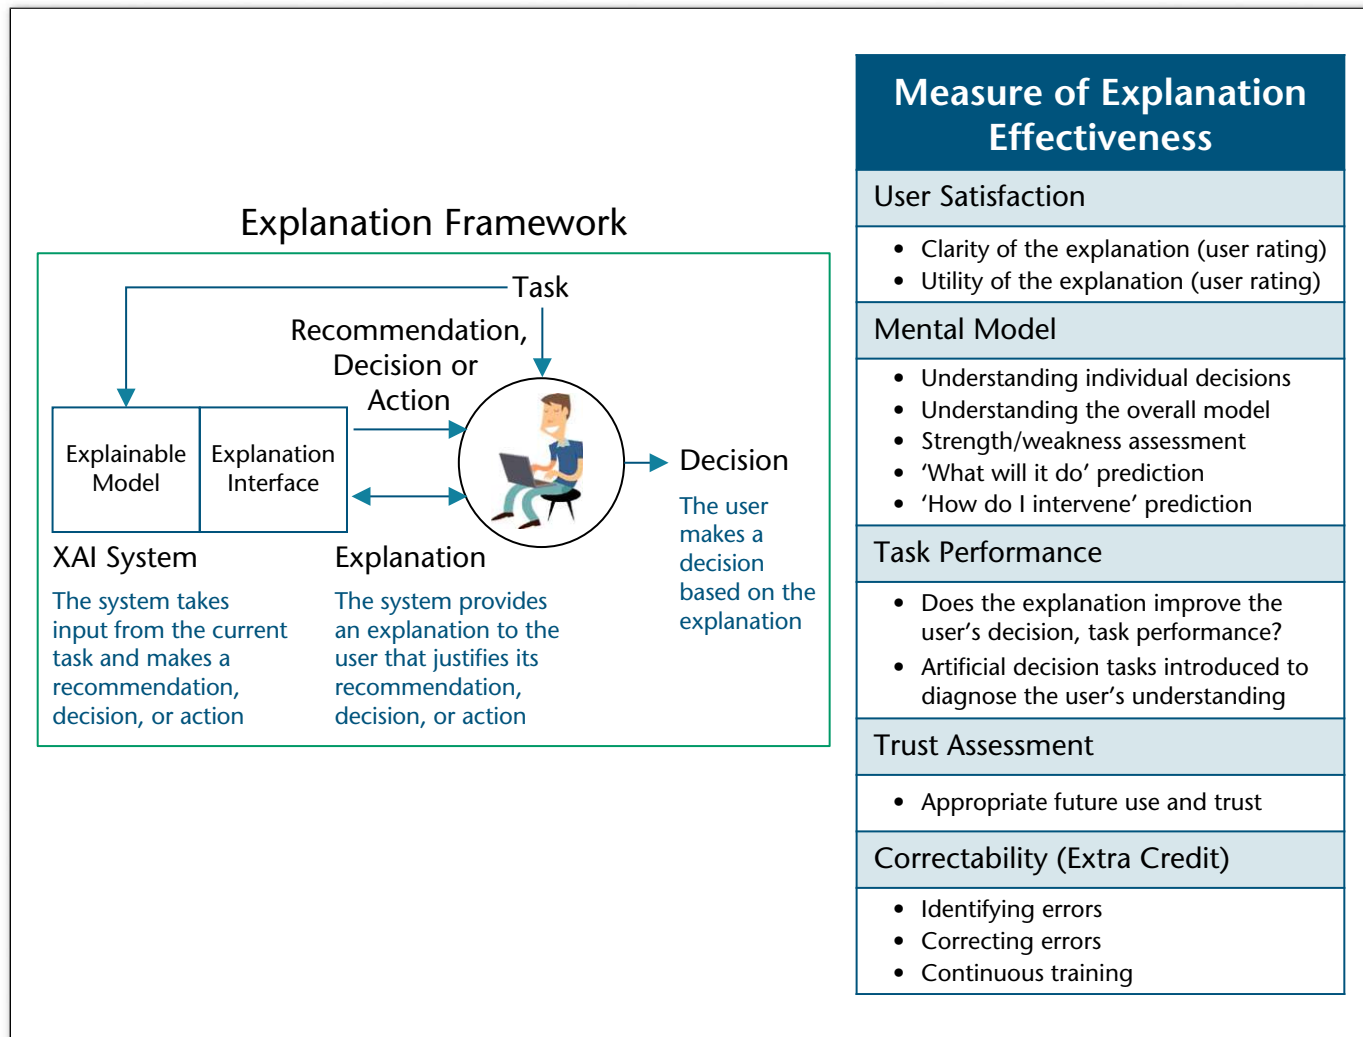 Explanation Framework
Task
Recommendation,
Decision or
Action
Explainable
Model
Explanation
Interface
XAI System
The system takes
input from the current
task and makes a
recommendation,
decision, or action
Explanation
The system provides
an explanation to the
user that justifies its
recommendation,
decision, or action
Decision
The user
makes a
decision
based on the
explanation
Measure of Explanation
Effectiveness
User Satisfaction
• Clarity of the explanation (user rating)
• Utility of the explanation (user rating)
Mental Model
• Understanding individual decisions
• Understanding the overall model
• Strength/weakness assessment
• ‘What will it do’ prediction
• ‘How do I intervene’ prediction
Task Performance
• Does the explanation improve the
user’s decision, task performance?
• Artificial decision tasks introduced to
diagnose the user’s understanding
Trust Assessment
• Appropriate future use and trust
Correctability (Extra Credit)
• Identifying errors
• Correcting errors
• Continuous training